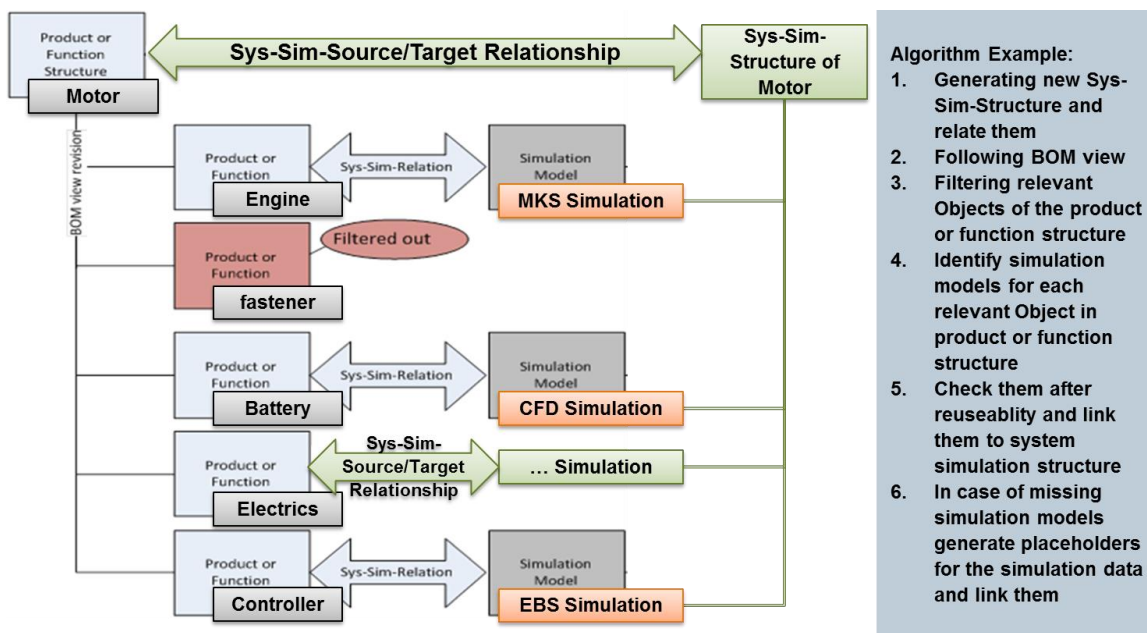 Product or
Function
Structure
Motor
Sys-Sim-Source/Target Relationship
Sys-Sim-
Structure of
Motor
BOM view revision
Product or
Function
Engine
Sys-Sim-Relation
Simulation
Model
MKS Simulation
Product or
Function
fastener
Filtered out
Product or
Function
Battery
Sys-Sim-Relation
Simulation
Model
CFD Simulation
Product or
Function
Electrics
Sys-Sim-
Source/Target
Relationship
... Simulation
Product or
Function
Controller
Sys-Sim-Relation
Simulation
Model
EBS Simulation
Algorithm Example:
1. Generating new Sys-
Sim-Structure and
relate them
2. Following BOM view
3. Filtering relevant
Objects of the product
or function structure
4. Identify simulation
models for each
relevant Object in
product or function
structure
5. Check them after
reuseablity and link
them to system
simulation structure
6. In case of missing
simulation models
generate placeholders
for the simulation data
and link them